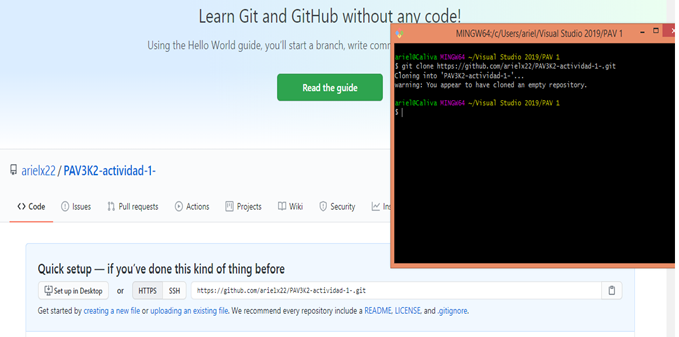 Learn Git and GitHub without any code!
Using the Hello World guide, you'll start a branch, write
Read the guide
MINGW64:/c/Users/ariel/Visual Studio 2019/PAV 1
ariel@Caliva MINGW64 ~/Visual Studio 2019/PAV 1
$ git clone https://github.com/arielx22/PAV3K2-actividad-1-.git
Cloning into 'PAV3K2-actividad-1-'...
warning: You appear to have cloned an empty repository.
ariel@Caliva MINGW64 ~/Visual Studio 2019/PAV 1
$
arielx22 / PAV3K2-actividad-1-
<> Code Issues Pull requests Actions Projects Wiki Security Ins
Quick setup — if you've done this kind of thing before
Set up in Desktop or HTTPS SSH https://github.com/arielx22/PAV3K2-actividad-1-.git
Get started by creating a new file or uploading an existing file. We recommend every repository include a README, LICENSE, and .gitignore.